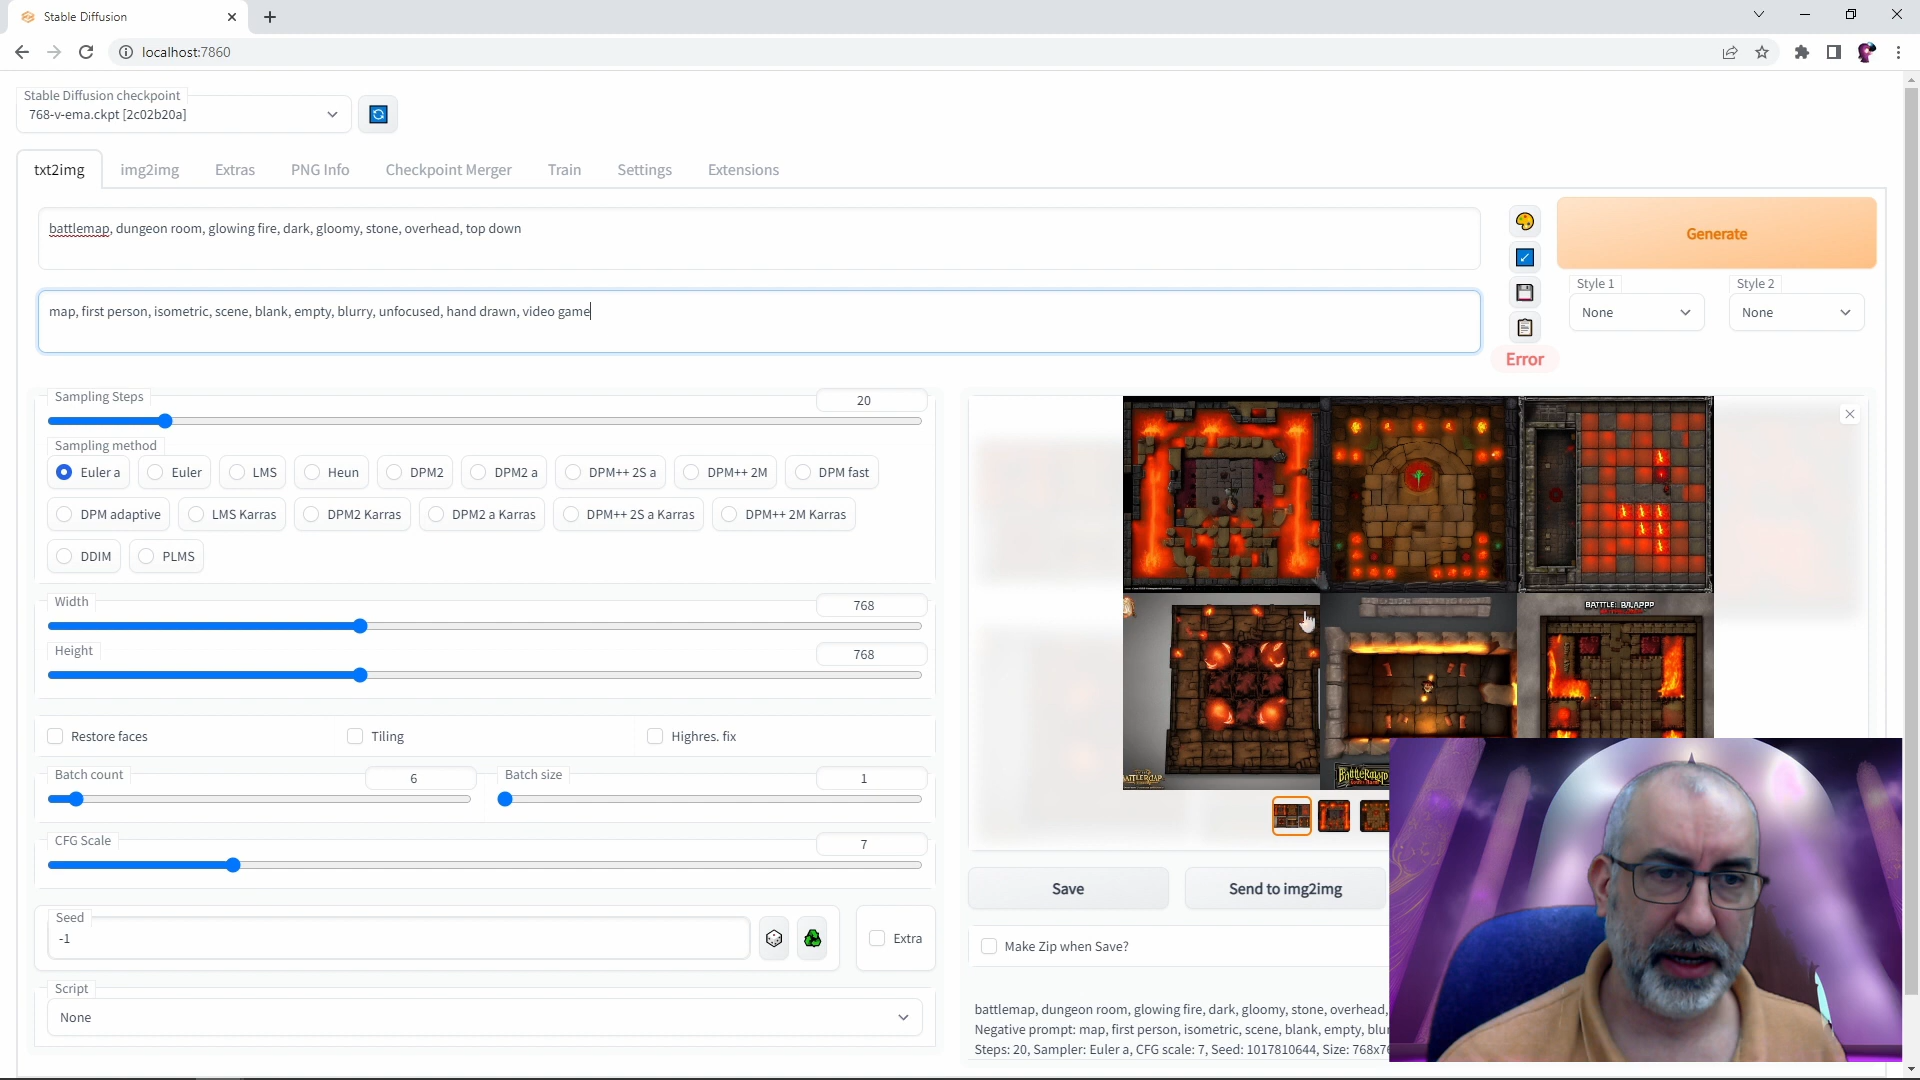 Stable Diffusion
localhost:7860
Stable Diffusion checkpoint
768-v-ema.ckpt [2c02b20a]
txt2img
img2img
Extras
PNG Info
Checkpoint Merger
Train
Settings
Extensions
battlemap, dungeon room, glowing fire, dark, gloomy, stone, overhead, top down
Generate
Style 1
Style 2
None
None
map, first person, isometric, scene, blank, empty, blurry, unfocused, hand drawn, video game
Error
Sampling Steps
20
Sampling method
Euler a
Euler
LMS
Heun
DPM2
DPM2 a
DPM++ 2S a
DPM++ 2M
DPM fast
DPM adaptive
LMS Karras
DPM2 Karras
DPM2 a Karras
DPM++ 2S a Karras
DPM++ 2M Karras
DDIM
PLMS
Width
768
Height
768
Restore faces
Tiling
Highres. fix
Batch count
6
Batch size
1
CFG Scale
7
Seed
-1
Extra
Script
None
Save
Send to img2img
Make Zip when Save?
battlemap, dungeon room, glowing fire, dark, gloomy, stone, overhead,
Negative prompt: map, first person, isometric, scene, blank, empty, blur
Steps: 20, Sampler: Euler a, CFG scale: 7, Seed: 1017810644, Size: 768x76